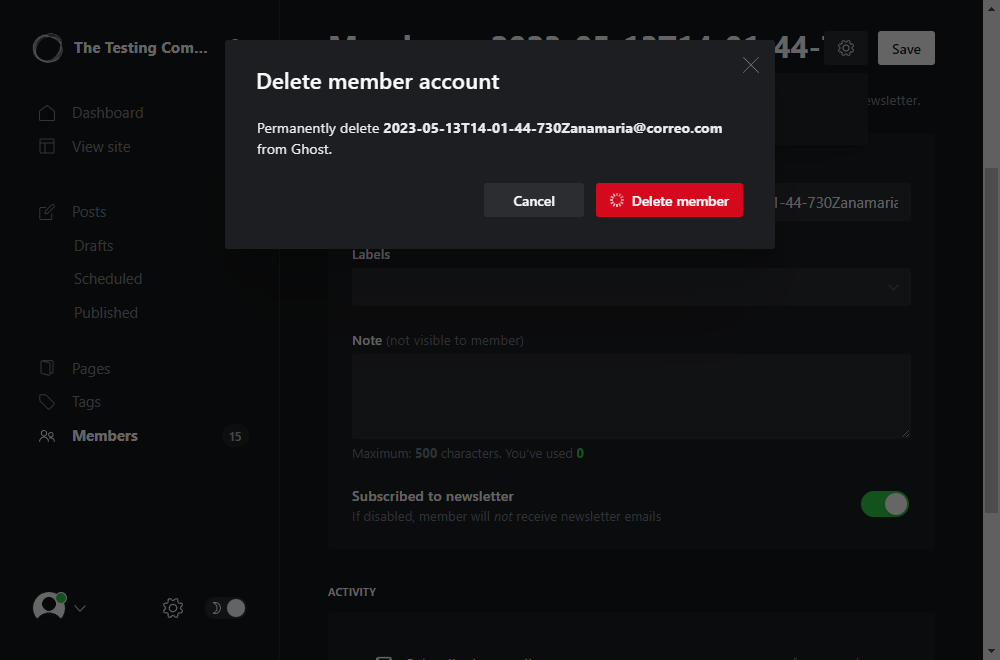 The Testing Com...
Save
Delete member account
Permanently delete 2023-05-13T14-01-44-730Zanamaria@correo.com
from Ghost.
Cancel
Delete member
Dashboard
View site
Posts
Drafts
Scheduled
Published
Pages
Tags
Members
15
newsletter.
1-44-730Zanamaria
Labels
Note (not visible to member)
Maximum: 500 characters. You've used 0
Subscribed to newsletter
If disabled, member will not receive newsletter emails
ACTIVITY